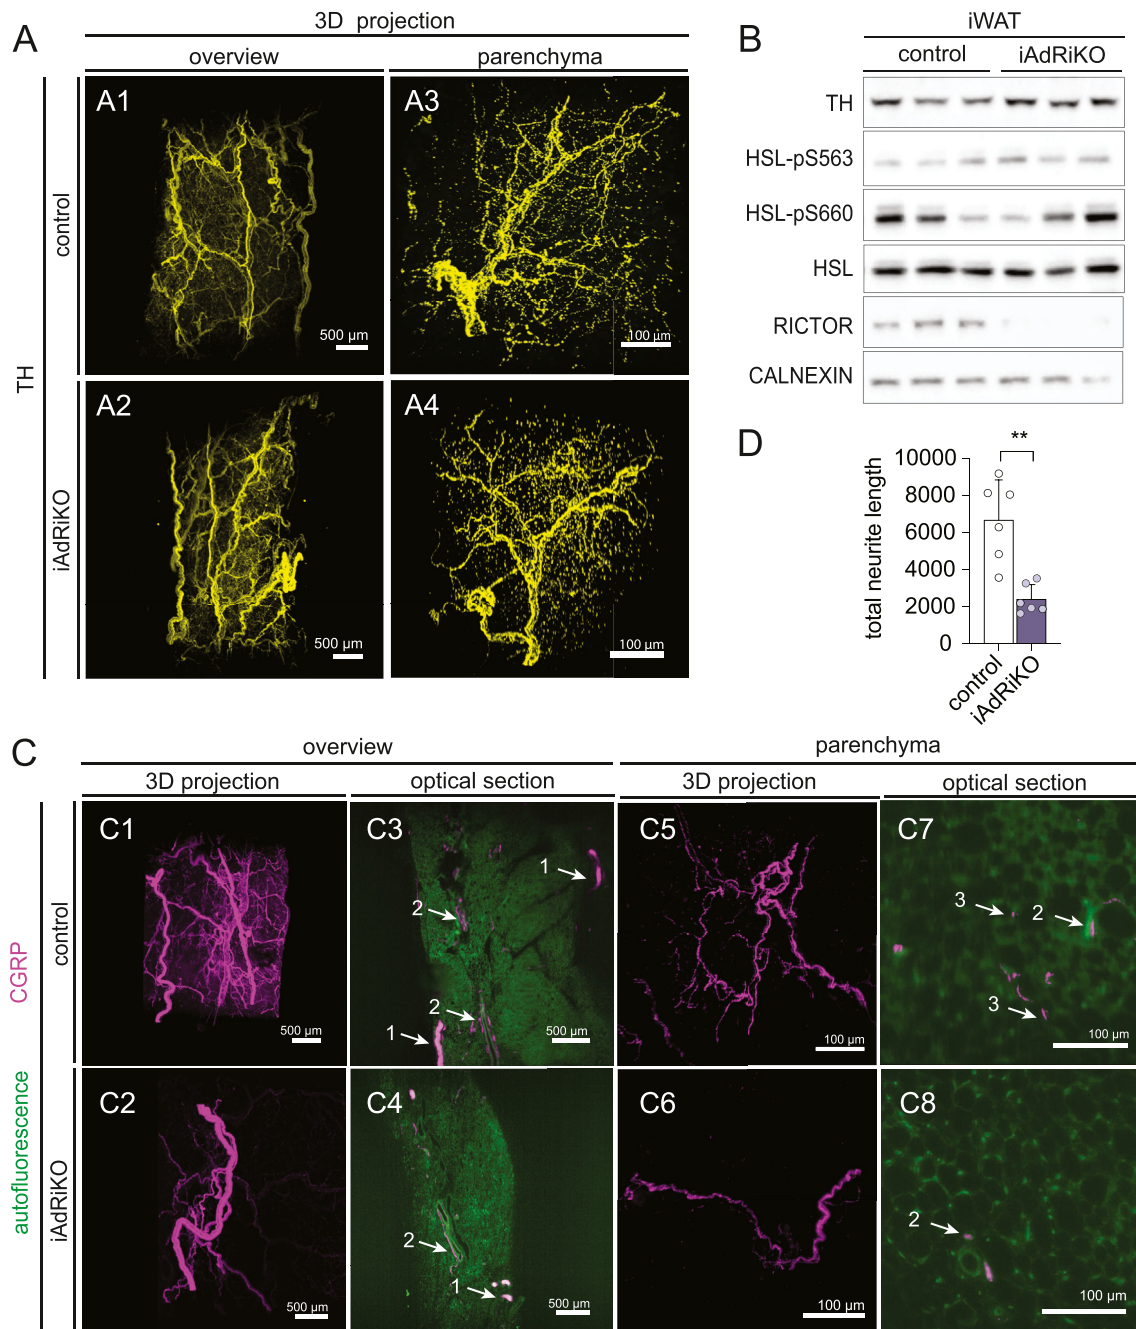 A
3D projection
overview
parenchyma
TH
control
iAdRiKO
A1
500 µm
A3
100 µm
A2
500 µm
A4
100 µm
B
iWAT
control
iAdRiKO
TH
HSL-pS563
HSL-pS660
HSL
RICTOR
CALNEXIN
D
**
total neurite length
10000
8000
6000
4000
2000
0
control
iAdRiKO
C
overview
parenchyma
3D projection
optical section
3D projection
optical section
CGRP
autofluorescence
control
iAdRiKO
C1
500 µm
C3
1
2
2
1
500 µm
C5
100 µm
C7
3
2
3
100 µm
C2
500 µm
C4
2
1
500 µm
C6
100 µm
C8
2
100 µm